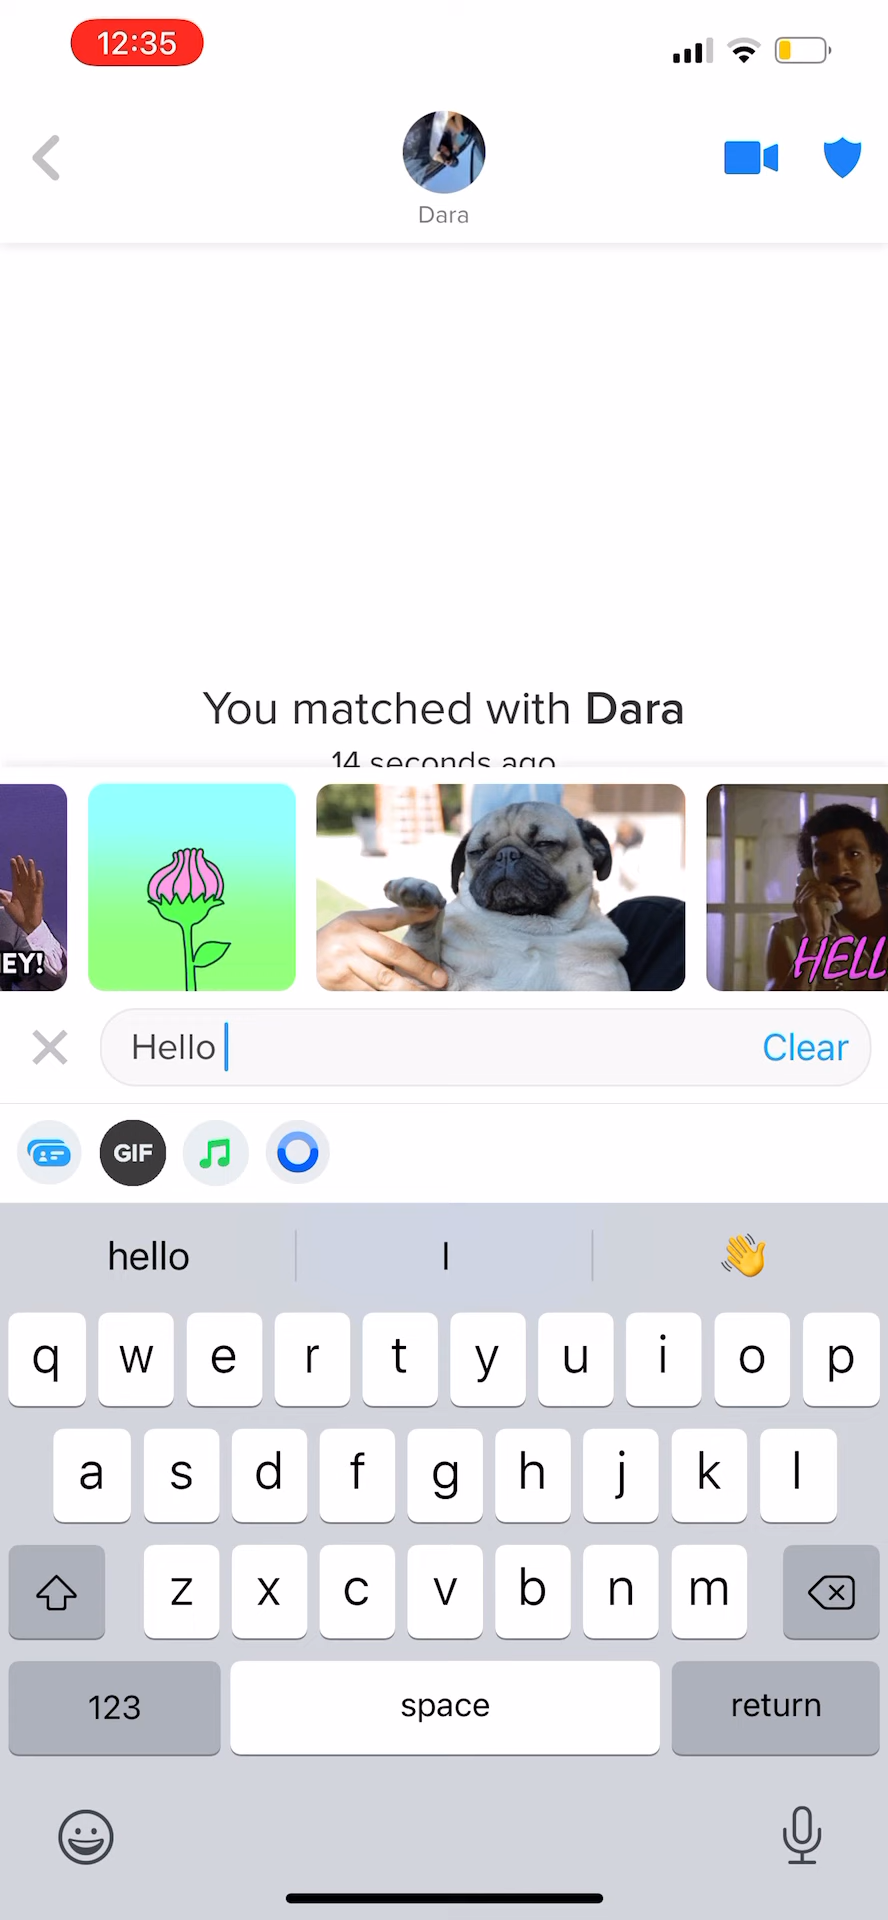 12:35
Dara
You matched with Dara
14 seconds ago
EY!
HELL
Hello
Clear
GIF
hello
I
q w e r t y u i o p
a s d f g h j k l
z x c v b n m
123
space
return